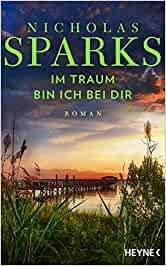 NICHOLAS
SPARKS
IM TRAUM
BIN ICH BEI DIR
ROMAN
HEYNE